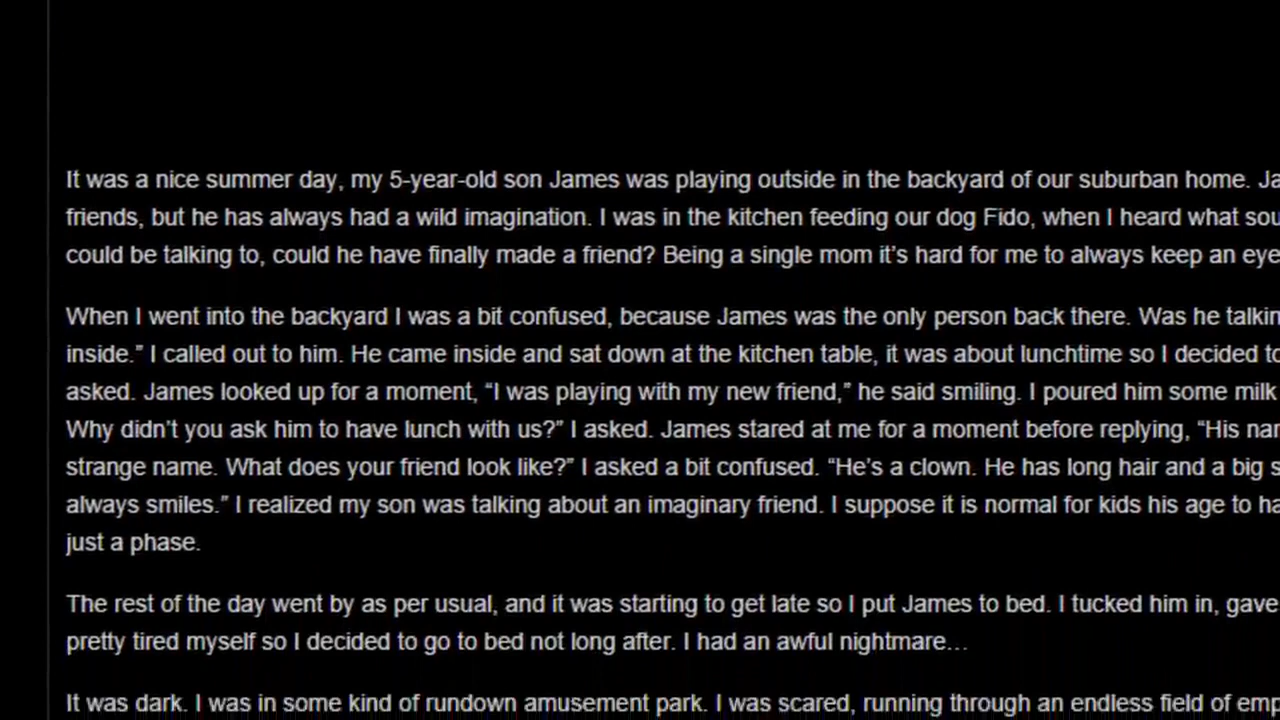 It was a nice summer day, my 5-year-old son James was playing outside in the backyard of our suburban home.
friends, but he has always had a wild imagination. I was in the kitchen feeding our dog Fido, when I heard what
could be talking to, could he have finally made a friend? Being a single mom it’s hard for me to always keep an eye
When I went into the backyard I was a bit confused, because James was the only person back there. Was he
inside.” I called out to him. He came inside and sat down at the kitchen table, it was about lunchtime so I decided
asked. James looked up for a moment, “I was playing with my new friend,” he said smiling. I poured him some milk
Why didn’t you ask him to have lunch with us?” I asked. James stared at me for a moment before replying, “His
strange name. What does your friend look like?” I asked a bit confused. “He’s a clown. He has long hair and a big
always smiles.” I realized my son was talking about an imaginary friend. I suppose it is normal for kids his age to
just a phase.
The rest of the day went by as per usual, and it was starting to get late so I put James to bed. I tucked him in, gave
pretty tired myself so I decided to go to bed not long after. I had an awful nightmare…
It was dark. I was in some kind of rundown amusement park. I was scared, running through an endless field of